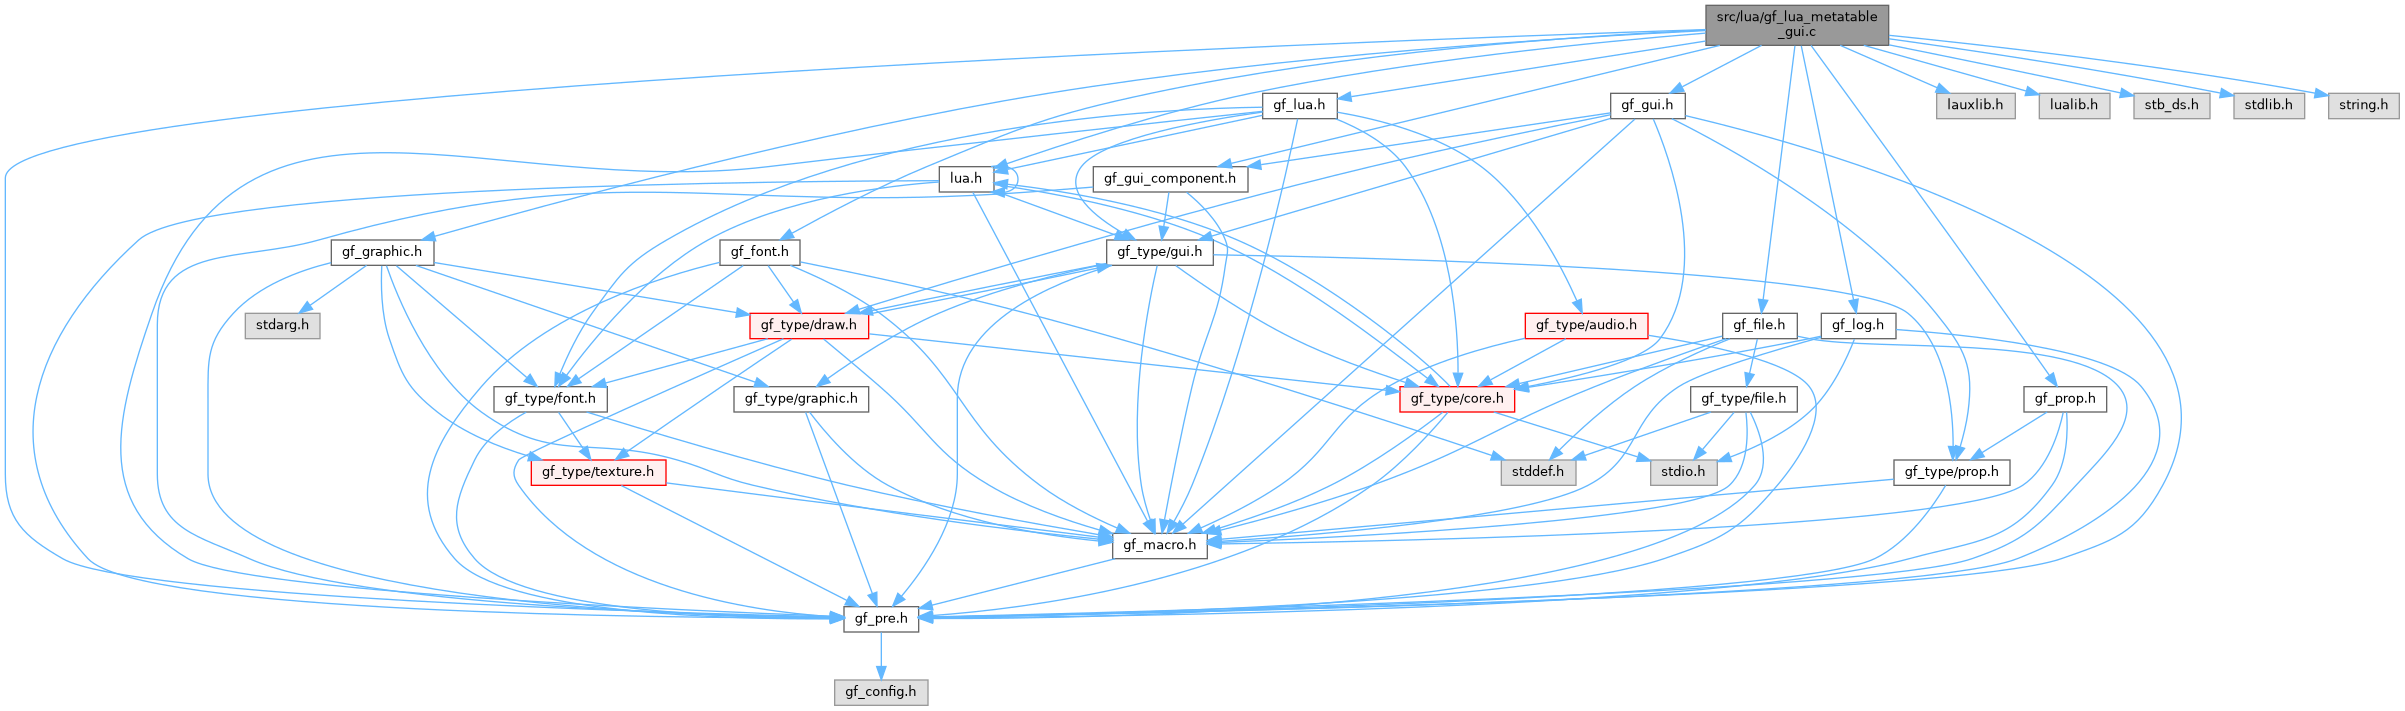 src/lua/gf_lua_metatable
_gui.c
gf_lua.h
gf_gui.h
lauxlib.h
lualib.h
stb_ds.h
stdlib.h
string.h
lua.h
gf_gui_component.h
gf_graphic.h
gf_font.h
gf_type/gui.h
stdarg.h
gf_type/draw.h
gf_type/audio.h
gf_file.h
gf_log.h
gf_type/font.h
gf_type/graphic.h
gf_type/core.h
gf_type/file.h
gf_prop.h
gf_type/texture.h
stddef.h
stdio.h
gf_type/prop.h
gf_macro.h
gf_pre.h
gf_config.h